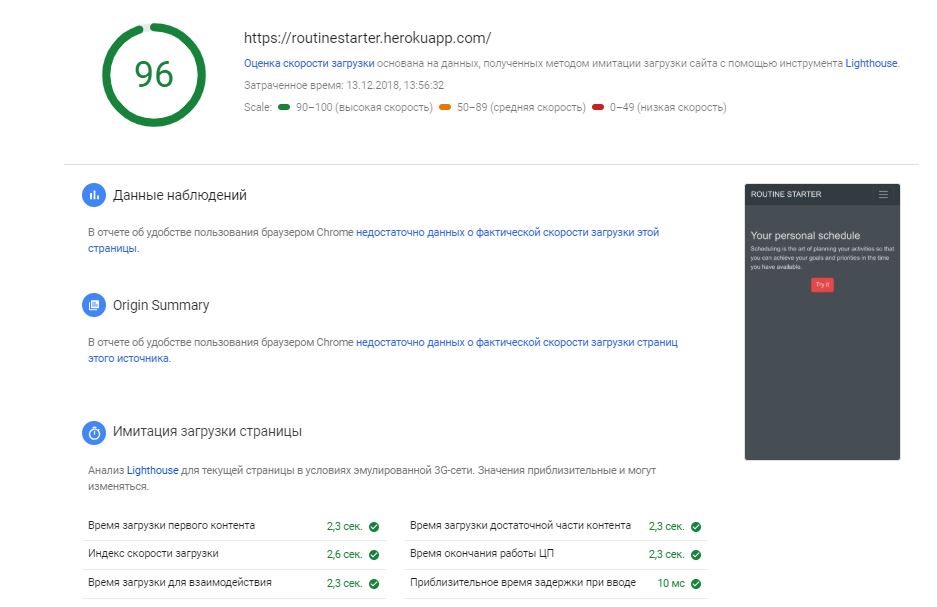 96
https://routinestarter.herokuapp.com/
Оценка скорости загрузки основана на данных, полученных методом имитации загрузки сайта с помощью инструмента Lighthouse.
Затраченное время: 13.12.2018, 13:56:32
Scale: 90–100 (высокая скорость) 50–89 (средняя скорость) 0–49 (низкая скорость)
Данные наблюдений
В отчете об удобстве пользования браузером Chrome недостаточно данных о фактической скорости загрузки этой
страницы.
Origin Summary
В отчете об удобстве пользования браузером Chrome недостаточно данных о фактической скорости загрузки страниц
этого источника.
ROUTINE STARTER
Your personal schedule
Scheduling is the art of planning your activities so that
you can achieve your goals and priorities in the time
you have available.
Try it
Имитация загрузки страницы
Анализ Lighthouse для текущей страницы в условиях эмулированной 3G-сети. Значения приблизительные и могут
изменяться.
Время загрузки первого контента 2,3 сек.
Время загрузки достаточной части контента 2,3 сек.
Индекс скорости загрузки 2,6 сек.
Время окончания работы ЦП 2,3 сек.
Время загрузки для взаимодействия 2,3 сек.
Приблизительное время задержки при вводе 10 мс